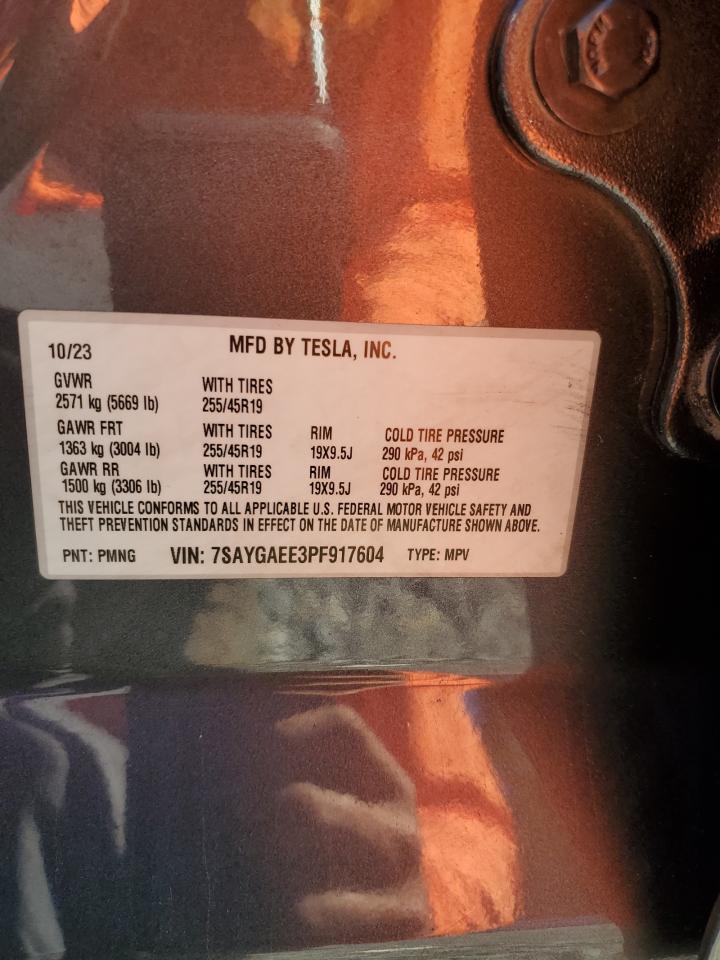 10/23 MFD BY TESLA, INC.
GVWR WITH TIRES
2571 kg (5669 lb) 255/45R19
GAWR FRT WITH TIRES RIM COLD TIRE PRESSURE
1363 kg (3004 lb) 255/45R19 19X9.5J 290 kPa, 42 psi
GAWR RR WITH TIRES RIM COLD TIRE PRESSURE
1500 kg (3306 lb) 255/45R19 19X9.5J 290 kPa, 42 psi
THIS VEHICLE CONFORMS TO ALL APPLICABLE U.S. FEDERAL MOTOR VEHICLE SAFETY AND
THEFT PREVENTION STANDARDS IN EFFECT ON THE DATE OF MANUFACTURE SHOWN ABOVE.
PNT: PMNG VIN: 7SAYGAEE3PF917604 TYPE: MPV